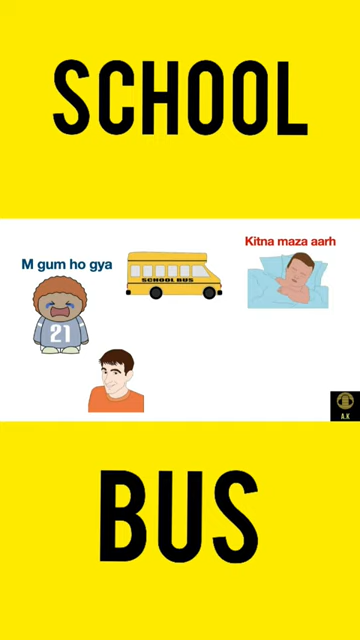 SCHOOL
Kitna maza aarh
M gum ho gya
SCHOOL BUS
21
A.K
BUS